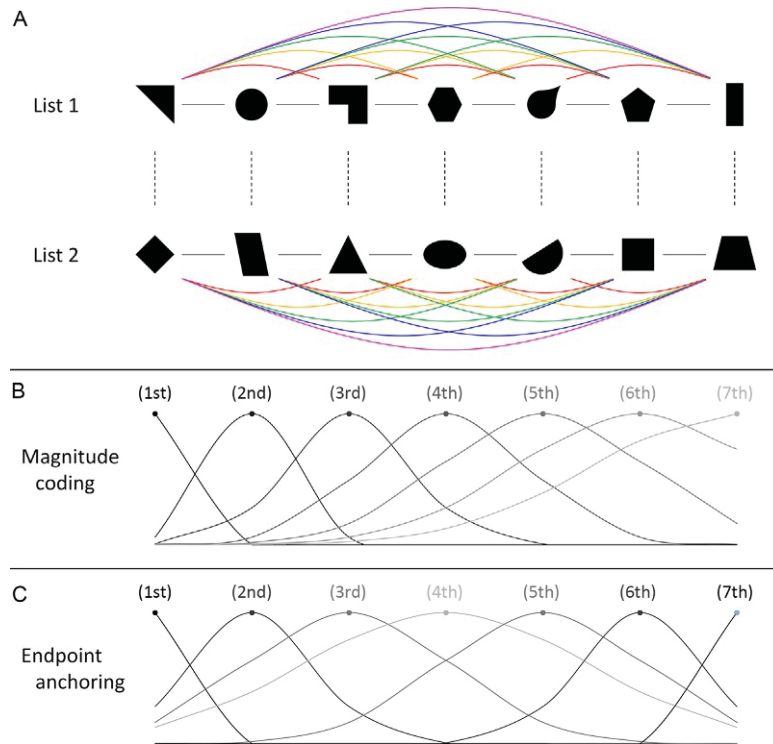 A
List 1
List 2
B
(1st) (2nd) (3rd) (4th) (5th) (6th) (7th)
Magnitude
coding
C
(1st) (2nd) (3rd) (4th) (5th) (6th) (7th)
Endpoint
anchoring